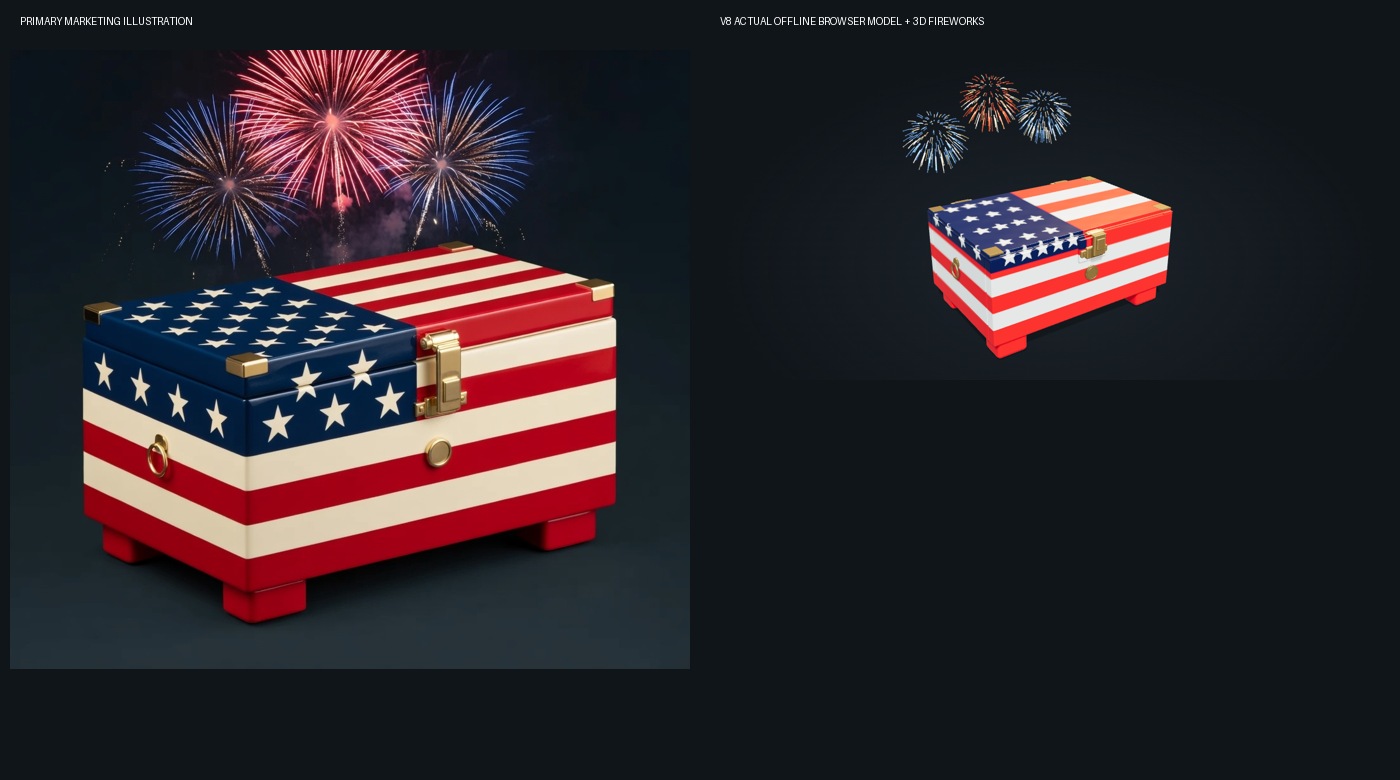 PRIMARY MARKETING ILLUSTRATION
V8 ACTUAL OFFLINE BROWSER MODEL + 3D FIREWORKS